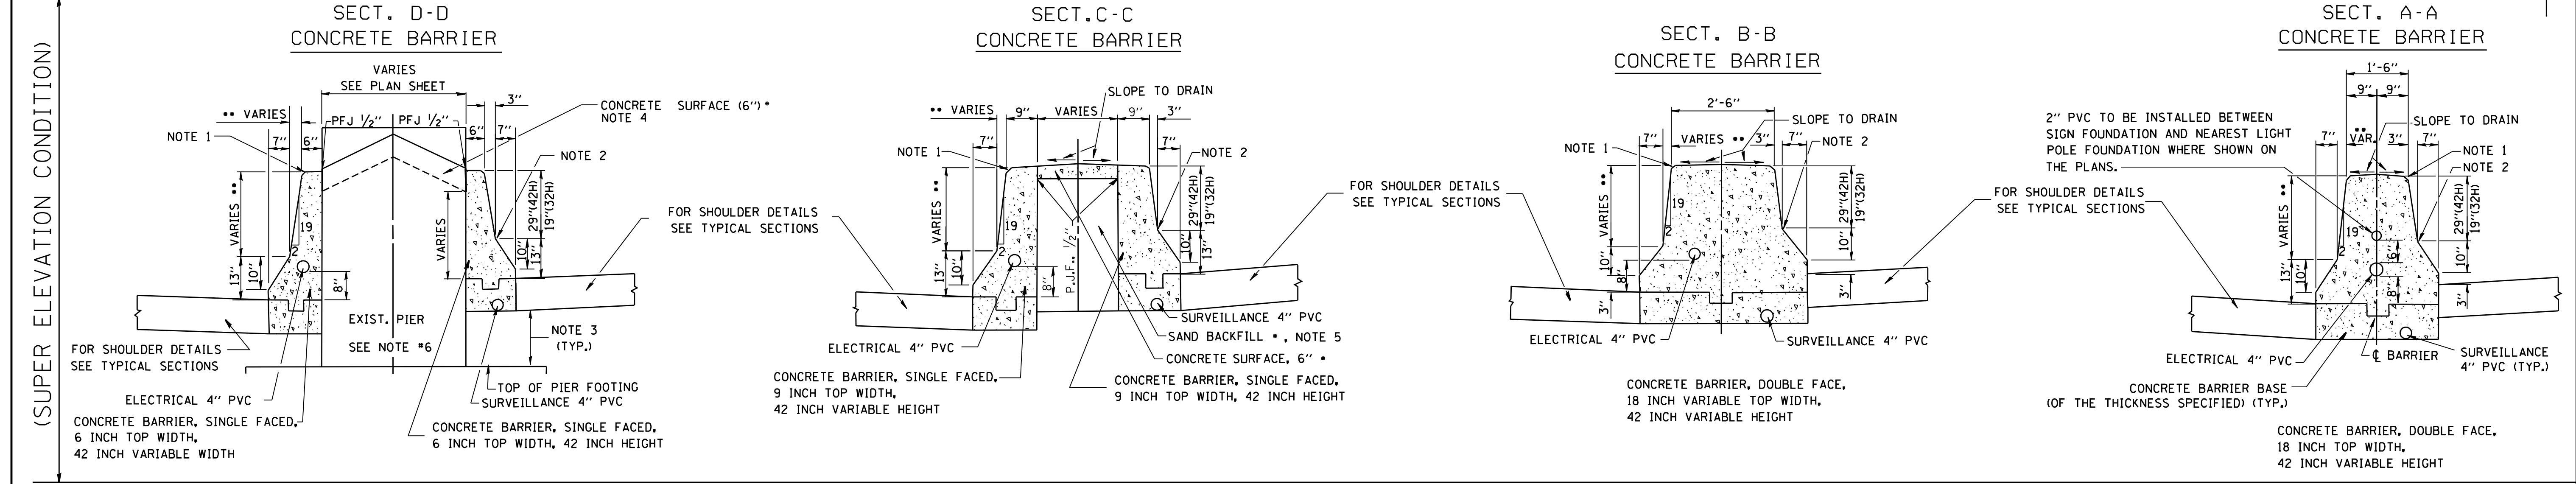 (SUPER ELEVATION CONDITION)
SECT. D-D
CONCRETE BARRIER
VARIES
SEE PLAN SHEET
•• VARIES
7"
6"
PFJ 1/2"
PFJ 1/2"
6"
7"
3"
CONCRETE SURFACE (6") •
NOTE 4
NOTE 1
NOTE 2
VARIES ••
19
2
13"
10"
8"
VARIES
10"
13"
29"(42H)
19"(32H)
EXIST. PIER
SEE NOTE #6
NOTE 3
(TYP.)
FOR SHOULDER DETAILS
SEE TYPICAL SECTIONS
FOR SHOULDER DETAILS
SEE TYPICAL SECTIONS
TOP OF PIER FOOTING
SURVEILLANCE 4" PVC
ELECTRICAL 4" PVC
CONCRETE BARRIER, SINGLE FACED,
6 INCH TOP WIDTH,
42 INCH VARIABLE WIDTH
CONCRETE BARRIER, SINGLE FACED,
6 INCH TOP WIDTH, 42 INCH HEIGHT
SECT.C-C
CONCRETE BARRIER
•• VARIES
9"
VARIES
9"
3"
SLOPE TO DRAIN
7"
7"
NOTE 1
NOTE 2
VARIES ••
19
2
13"
10"
8"
P.J.F.. 1/2"
10"
13"
29"(42H)
19"(32H)
FOR SHOULDER DETAILS
SEE TYPICAL SECTIONS
SURVEILLANCE 4" PVC
SAND BACKFILL •, NOTE 5
CONCRETE SURFACE, 6" •
ELECTRICAL 4" PVC
CONCRETE BARRIER, SINGLE FACED,
9 INCH TOP WIDTH,
42 INCH VARIABLE HEIGHT
CONCRETE BARRIER, SINGLE FACED,
9 INCH TOP WIDTH, 42 INCH HEIGHT
SECT. B-B
CONCRETE BARRIER
2'-6"
SLOPE TO DRAIN
7"
VARIES ••
3"
7"
NOTE 1
NOTE 2
VARIES ••
19
2
10"
8"
3"
29"(42H)
19"(32H)
10"
3"
FOR SHOULDER DETAILS
SEE TYPICAL SECTIONS
ELECTRICAL 4" PVC
SURVEILLANCE 4" PVC
CONCRETE BARRIER, DOUBLE FACE,
18 INCH VARIABLE TOP WIDTH,
42 INCH VARIABLE HEIGHT
SECT. A-A
CONCRETE BARRIER
1'-6"
9"
9"
2" PVC TO BE INSTALLED BETWEEN
SIGN FOUNDATION AND NEAREST LIGHT
POLE FOUNDATION WHERE SHOWN ON
THE PLANS.
SLOPE TO DRAIN
7"
••
VAR.
3"
7"
NOTE 1
NOTE 2
VARIES ••
19
2
13"
10"
6"
8"
29"(42H)
19"(32H)
10"
3"
ELECTRICAL 4" PVC
℄ BARRIER
SURVEILLANCE
4" PVC (TYP.)
CONCRETE BARRIER BASE
(OF THE THICKNESS SPECIFIED) (TYP.)
CONCRETE BARRIER, DOUBLE FACE,
18 INCH TOP WIDTH,
42 INCH VARIABLE HEIGHT